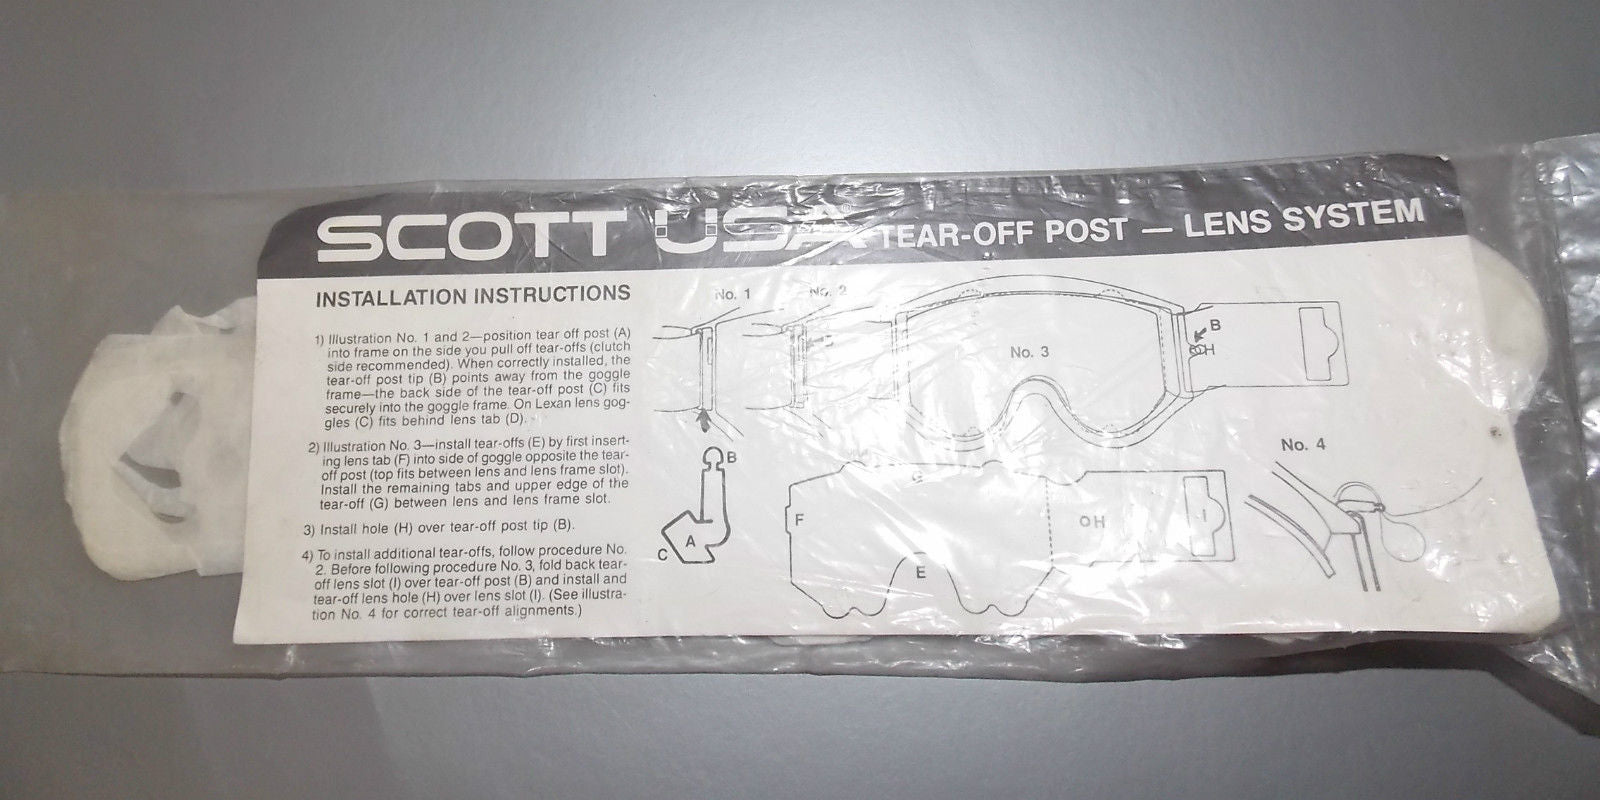 SCOTT USA® TEAR-OFF POST — LENS SYSTEM
INSTALLATION INSTRUCTIONS
1) Illustration No. 1 and 2—position tear off post (A)
into frame on the side you pull off tear-offs (clutch
side recommended). When correctly installed, the
tear-off post tip (B) points away from the goggle
frame—the back side of the tear-off post (C) fits
securely into the goggle frame. On Lexan lens gog-
gles (C) fits behind lens tab (D).
2) Illustration No. 3—install tear-offs (E) by first insert-
ing lens tab (F) into side of goggle opposite the tear-
off post (top fits between lens and lens frame slot).
Install the remaining tabs and upper edge of the
tear-off (G) between lens and lens frame slot.
3) Install hole (H) over tear-off post tip (B).
4) To install additional tear-offs, follow procedure No.
2. Before following procedure No. 3, fold back tear-
off lens slot (I) over tear-off post (B) and install and
tear-off lens hole (H) over lens slot (I). (See illustra-
tion No. 4 for correct tear-off alignments.)
No. 1
No. 2
No. 3
B
H
B
A
C
G
F
E
H
I
No. 4